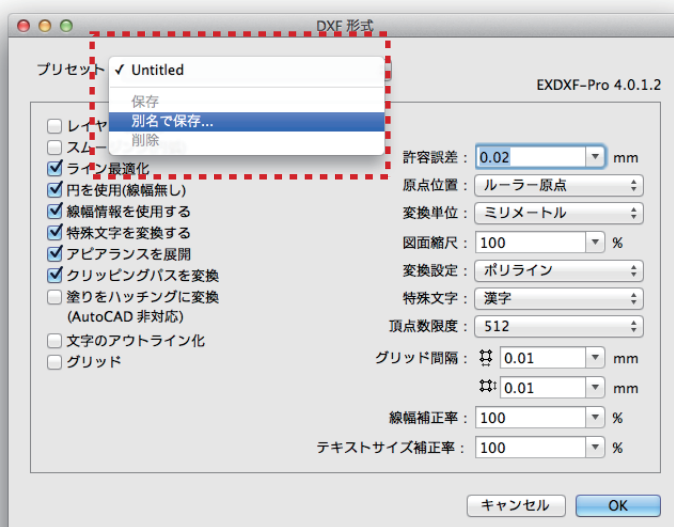 DXF 形式
プリセット
✓ Untitled
保存
別名で保存...
削除
EXDXF-Pro 4.0.1.2
レイヤ
スムー
ライン最適化
円を使用(線幅無し)
線幅情報を使用する
特殊文字を変換する
アピアランスを展開
クリッピングパスを変換
塗りをハッチングに変換
(AutoCAD 非対応)
文字のアウトライン化
グリッド
許容誤差 : 0.02 mm
原点位置 : ルーラー原点
変換単位 : ミリメートル
図面縮尺 : 100 %
変換設定 : ポリライン
特殊文字 : 漢字
頂点数限度 : 512
グリッド間隔 : 0.01 mm
0.01 mm
線幅補正率 : 100 %
テキストサイズ補正率 : 100 %
キャンセル
OK